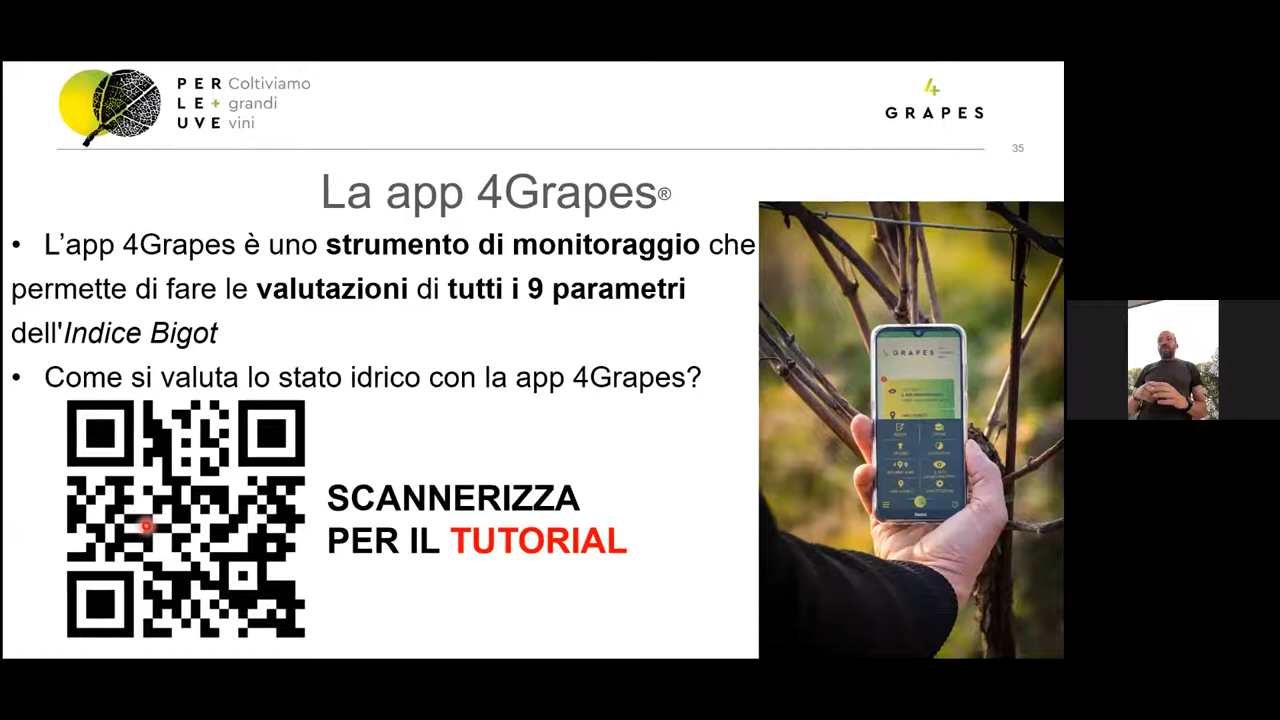 PER Coltiviamo
LE+ grandi
UVE vini
4
GRAPES
35
La app 4Grapes®
• L’app 4Grapes è uno strumento di monitoraggio che
permette di fare le valutazioni di tutti i 9 parametri
dell'Indice Bigot
• Come si valuta lo stato idrico con la app 4Grapes?
SCANNERIZZA
PER IL TUTORIAL
GRAPES